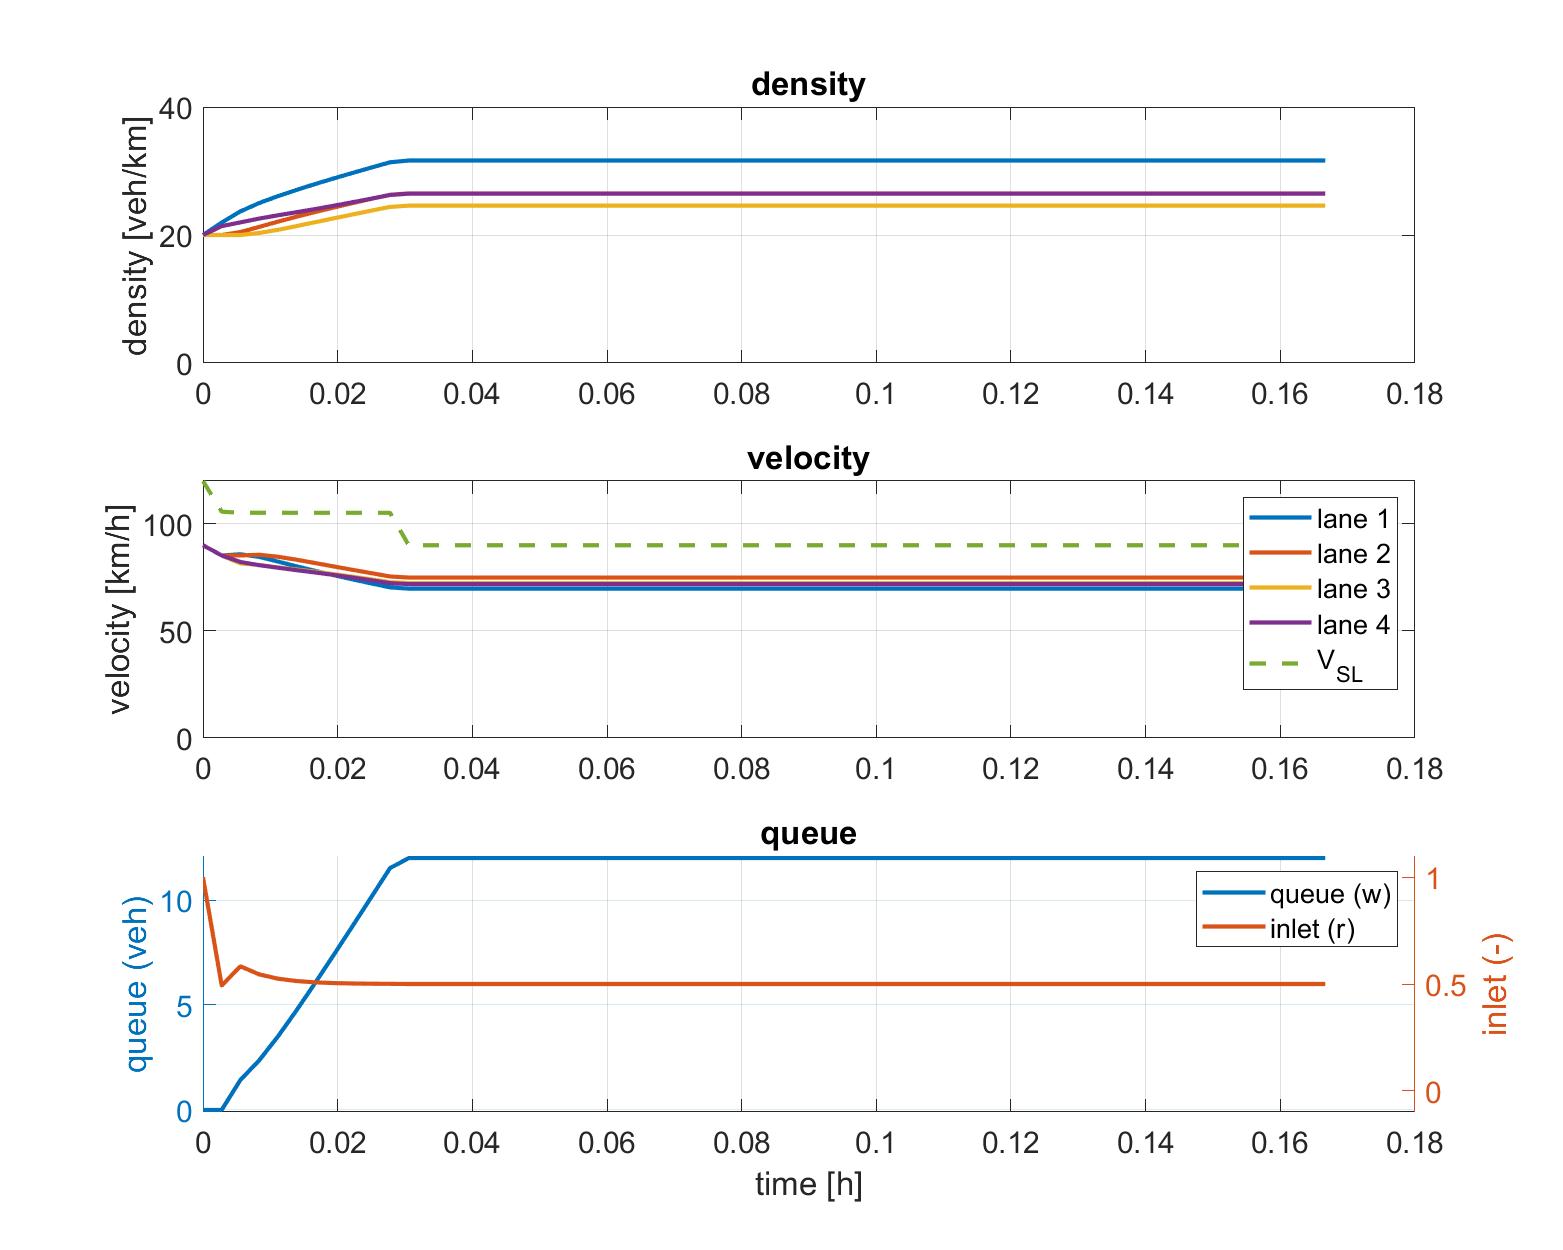 density
40
20
0
density [veh/km]
0 0.02 0.04 0.06 0.08 0.1 0.12 0.14 0.16 0.18
velocity
100
50
0
velocity [km/h]
lane 1
lane 2
lane 3
lane 4
V_SL
0 0.02 0.04 0.06 0.08 0.1 0.12 0.14 0.16 0.18
queue
10
5
0
queue (veh)
queue (w)
inlet (r)
1
0.5
0
inlet (-)
0 0.02 0.04 0.06 0.08 0.1 0.12 0.14 0.16 0.18
time [h]